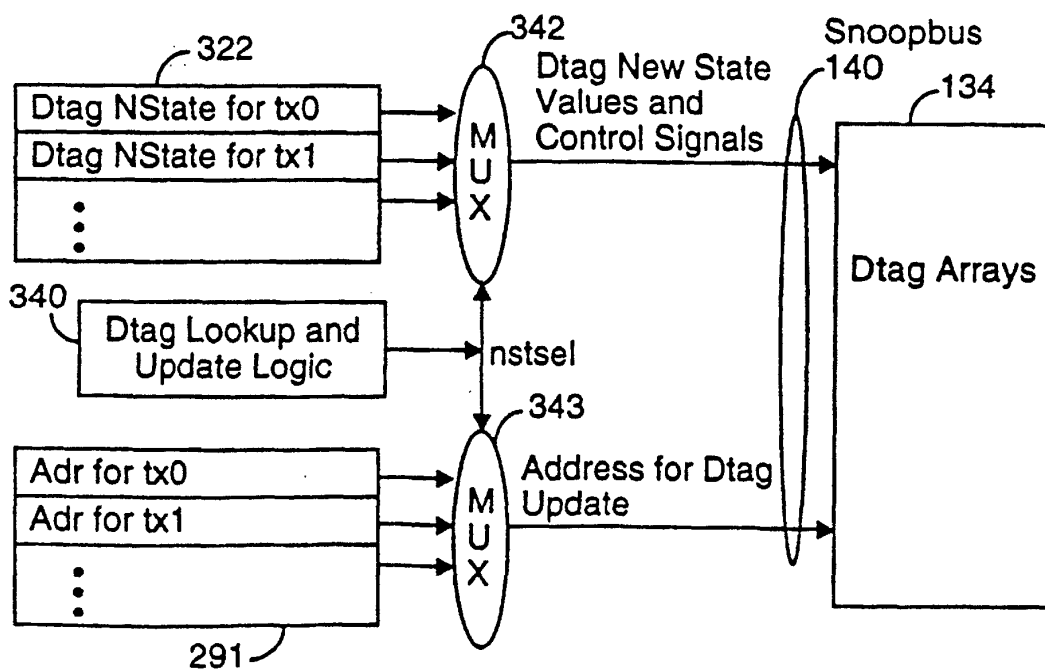 322
Dtag NState for tx0
Dtag NState for tx1
342
MUX
Dtag New State
Values and
Control Signals
Snoopbus
140
134
Dtag Arrays
340
Dtag Lookup and
Update Logic
nstsel
343
Adr for tx0
Adr for tx1
MUX
Address for Dtag
Update
291